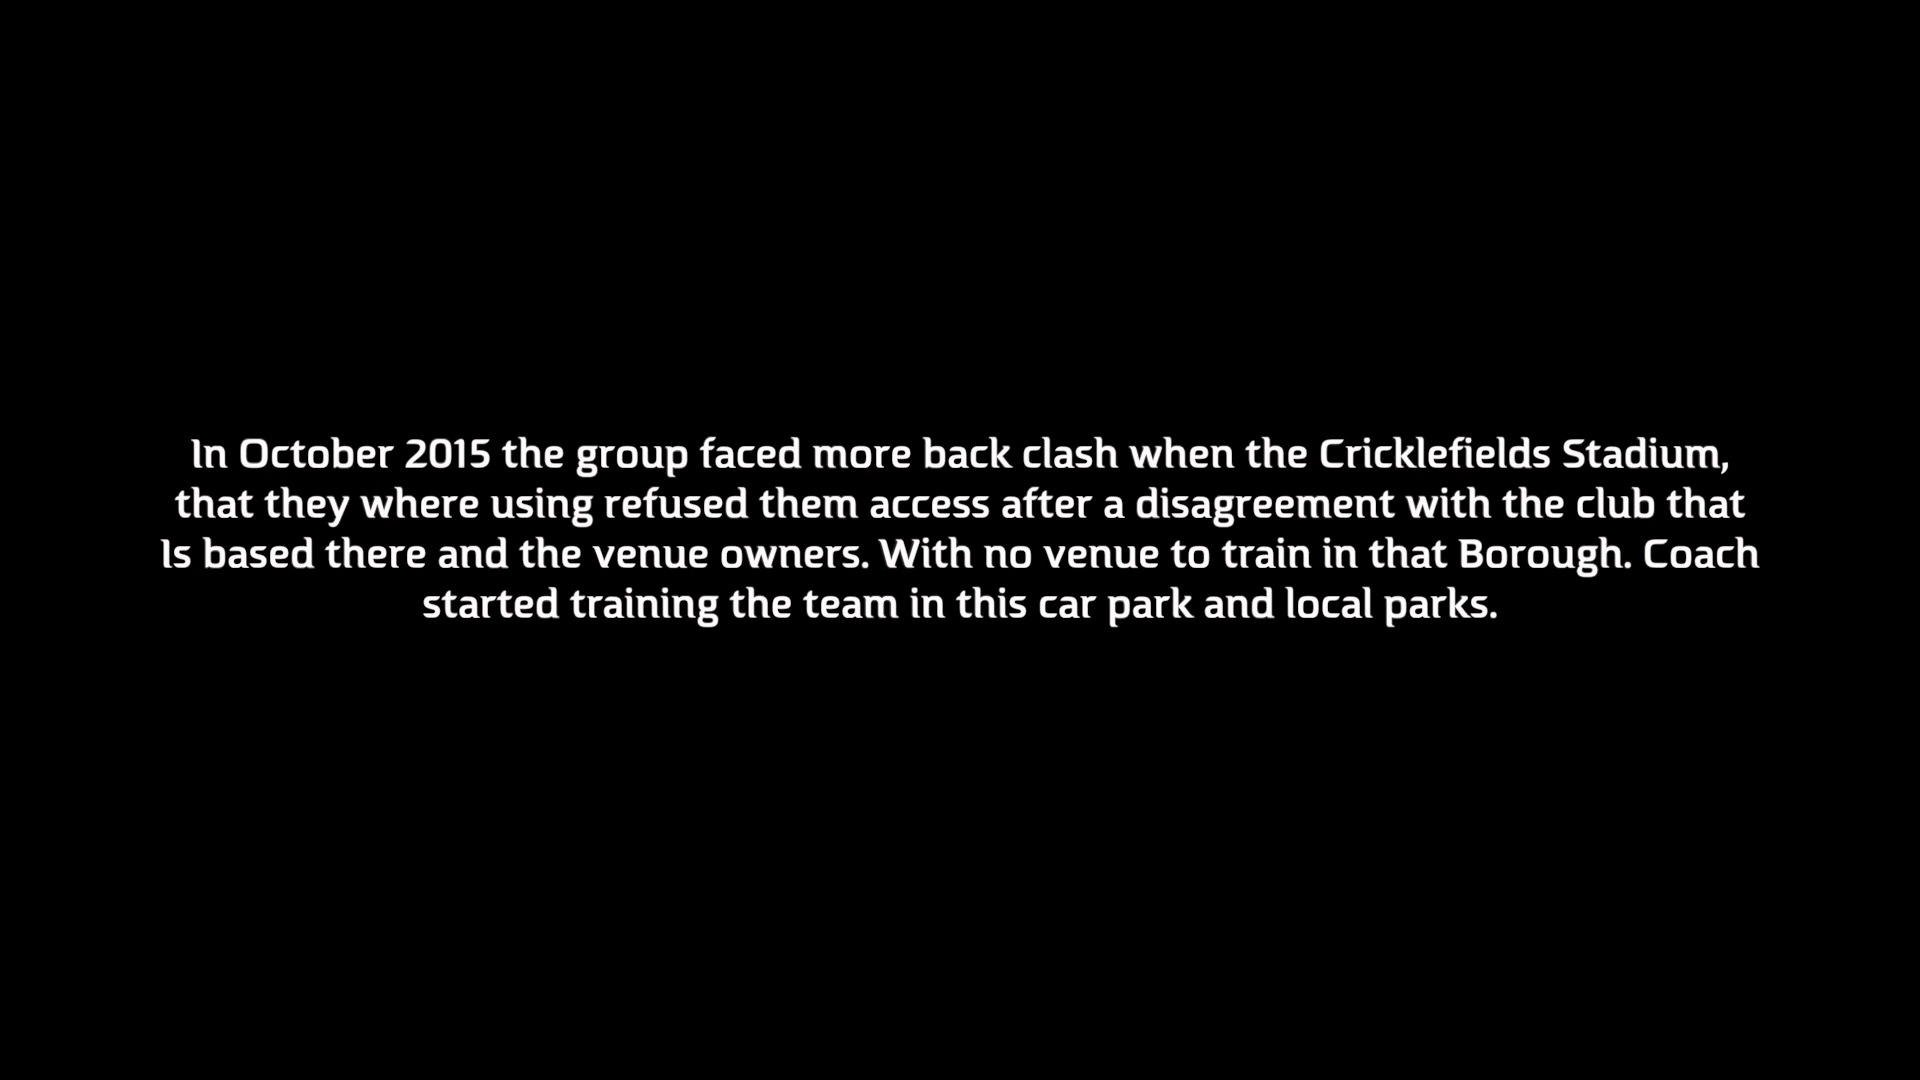 In October 2015 the group faced more back clash when the Cricklefields Stadium,
that they where using refused them access after a disagreement with the club that
Is based there and the venue owners. With no venue to train in that Borough. Coach
started training the team in this car park and local parks.